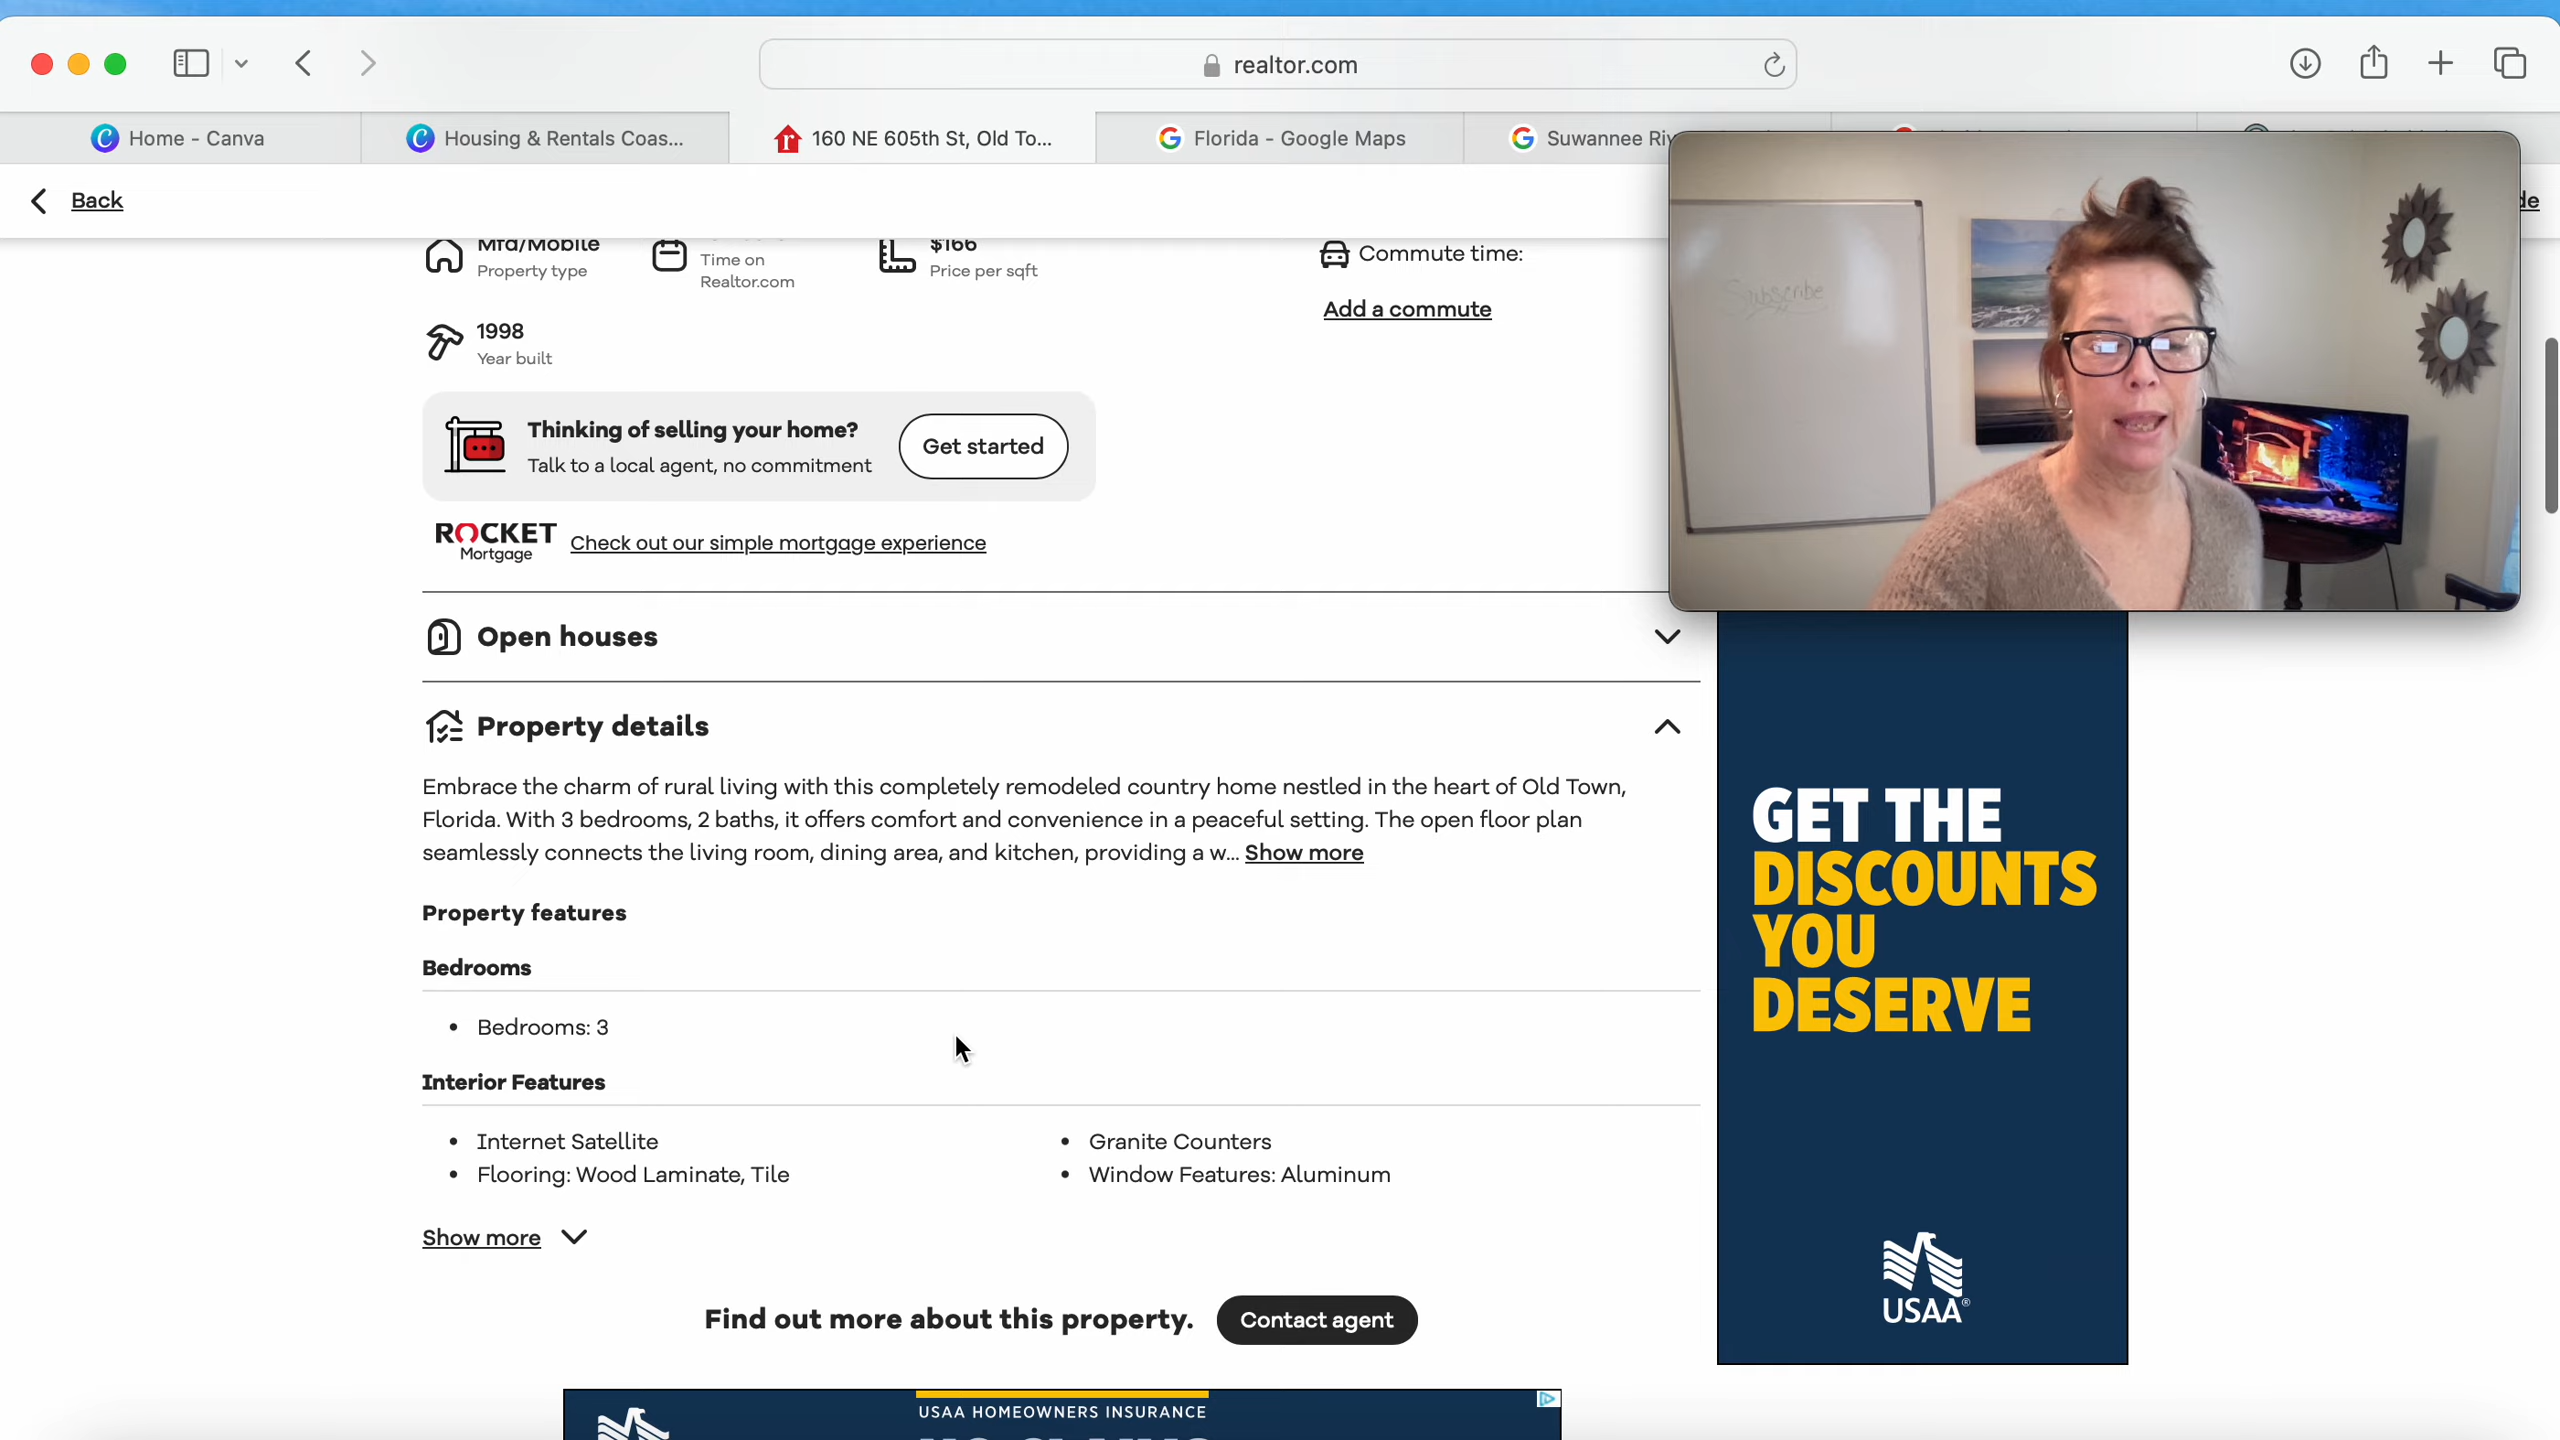 realtor.com
Home - Canva
Housing & Rentals Coas...
160 NE 605th St, Old To...
Florida - Google Maps
Suwannee
Back
Mfd/Mobile
Property type
Time on
Realtor.com
$166
Price per sqft
Commute time:
Add a commute
1998
Year built
Subscribe
Thinking of selling your home?
Talk to a local agent, no commitment
Get started
ROCKET
Mortgage
Check out our simple mortgage experience
Open houses
Property details
Embrace the charm of rural living with this completely remodeled country home nestled in the heart of Old Town,
Florida. With 3 bedrooms, 2 baths, it offers comfort and convenience in a peaceful setting. The open floor plan
seamlessly connects the living room, dining area, and kitchen, providing a w... Show more
Property features
Bedrooms
• Bedrooms: 3
Interior Features
• Internet Satellite
• Flooring: Wood Laminate, Tile
• Granite Counters
• Window Features: Aluminum
Show more
Find out more about this property.
Contact agent
GET THE
DISCOUNTS
YOU
DESERVE
USAA®
USAA HOMEOWNERS INSURANCE